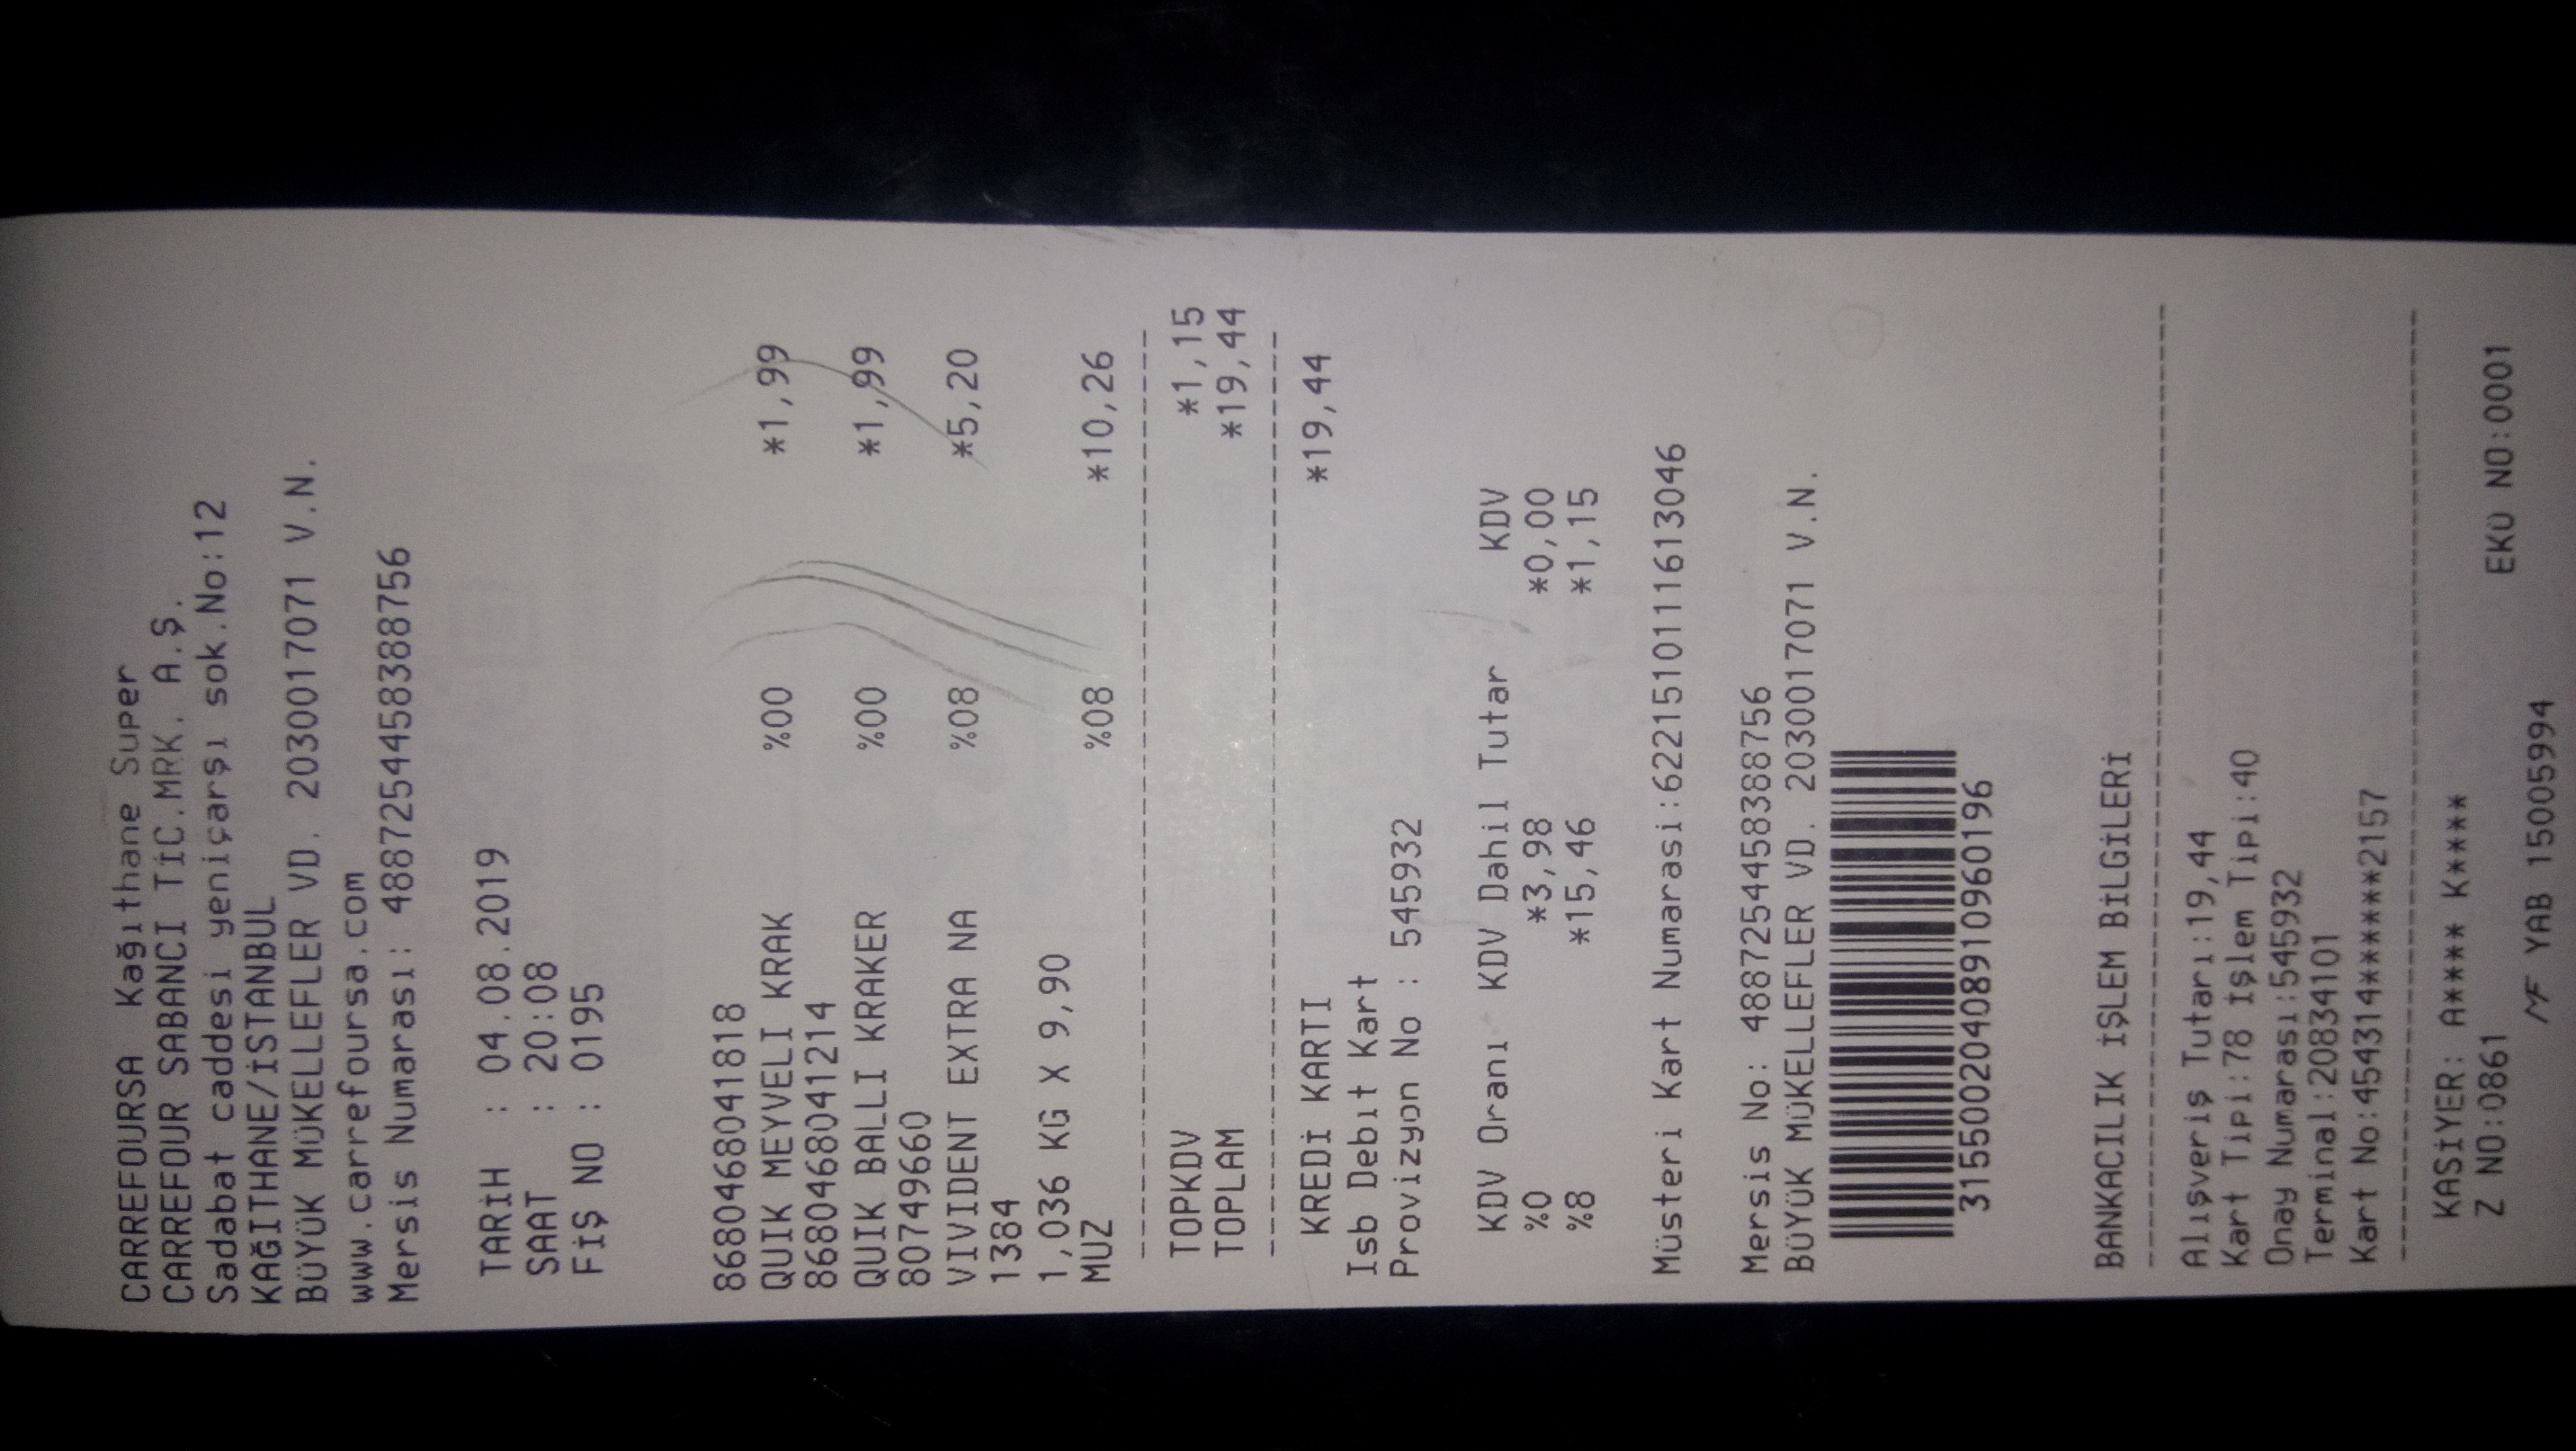 CARREFOURSA Kağıthane Super
CARREFOUR SABANCI TİC.MRK. A.Ş.
Sadabat caddesi yeniçarşı sok.No:12
KAĞITHANE/İSTANBUL
BÜYÜK MÜKELLEFLER VD. 2030017071 V.N.
www.carrefoursa.com
Mersis Numarası: 4887254458388756
TARİH : 04.08.2019
SAAT : 20:08
FİŞ NO : 0195
8680468041818
QUIK MEYVELI KRAK %00 *1,99
8680468041214
QUIK BALLI KRAKER %00 *1,99
80749660
VIVIDENT EXTRA NA %08 *5,20
1384
1,036 KG X 9,90
MUZ %08 *10,26
TOPKDV *1,15
TOPLAM *19,44
KREDİ KARTI *19,44
Isb Debıt Kart
Provizyon No : 545932
KDV Oranı KDV Dahil Tutar KDV
%0 *3,98 *0,00
%8 *15,46 *1,15
Müsteri Kart Numarasi:6221510111613046
Mersis No: 4887254458388756
BÜYÜK MÜKELLEFLER VD. 2030017071 V.N.
31550020408910960196
BANKACILIK İŞLEM BİLGİLERİ
Alışveriş Tutarı:19,44
Kart Tipi:78 İşlem Tipi:40
Onay Numarası:545932
Terminal:20834101
Kart No:454314******2157
KASİYER: A**** K****
Z NO:0861 EKÜ NO:0001
MF YAB 15005994